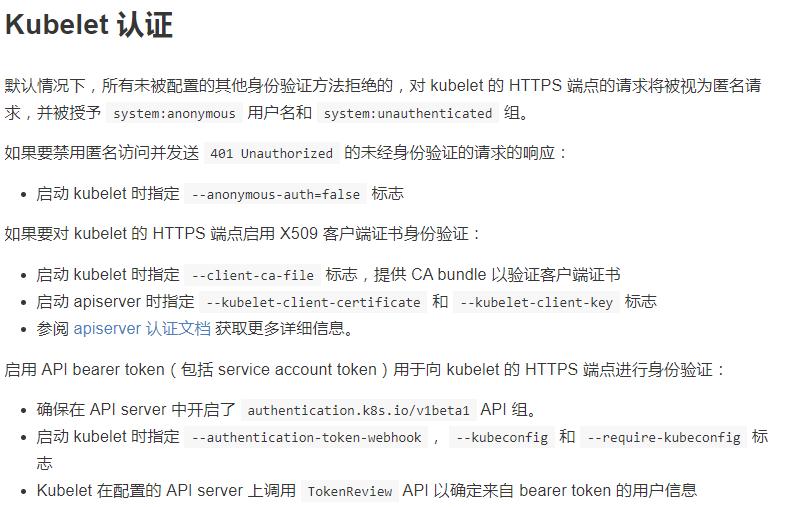 Kubelet 认证
默认情况下，所有未被配置的其他身份验证方法拒绝的，对 kubelet 的 HTTPS 端点的请求将被视为匿名请
求，并被授予 system:anonymous 用户名和 system:unauthenticated 组。
如果要禁用匿名访问并发送 401 Unauthorized 的未经身份验证的请求的响应：
• 启动 kubelet 时指定 --anonymous-auth=false 标志
如果要对 kubelet 的 HTTPS 端点启用 X509 客户端证书身份验证：
• 启动 kubelet 时指定 --client-ca-file 标志，提供 CA bundle 以验证客户端证书
• 启动 apiserver 时指定 --kubelet-client-certificate 和 --kubelet-client-key 标志
• 参阅 apiserver 认证文档 获取更多详细信息。
启用 API bearer token（包括 service account token）用于向 kubelet 的 HTTPS 端点进行身份验证：
• 确保在 API server 中开启了 authentication.k8s.io/v1beta1 API 组。
• 启动 kubelet 时指定 --authentication-token-webhook ， --kubeconfig 和 --require-kubeconfig 标
志
• Kubelet 在配置的 API server 上调用 TokenReview API 以确定来自 bearer token 的用户信息